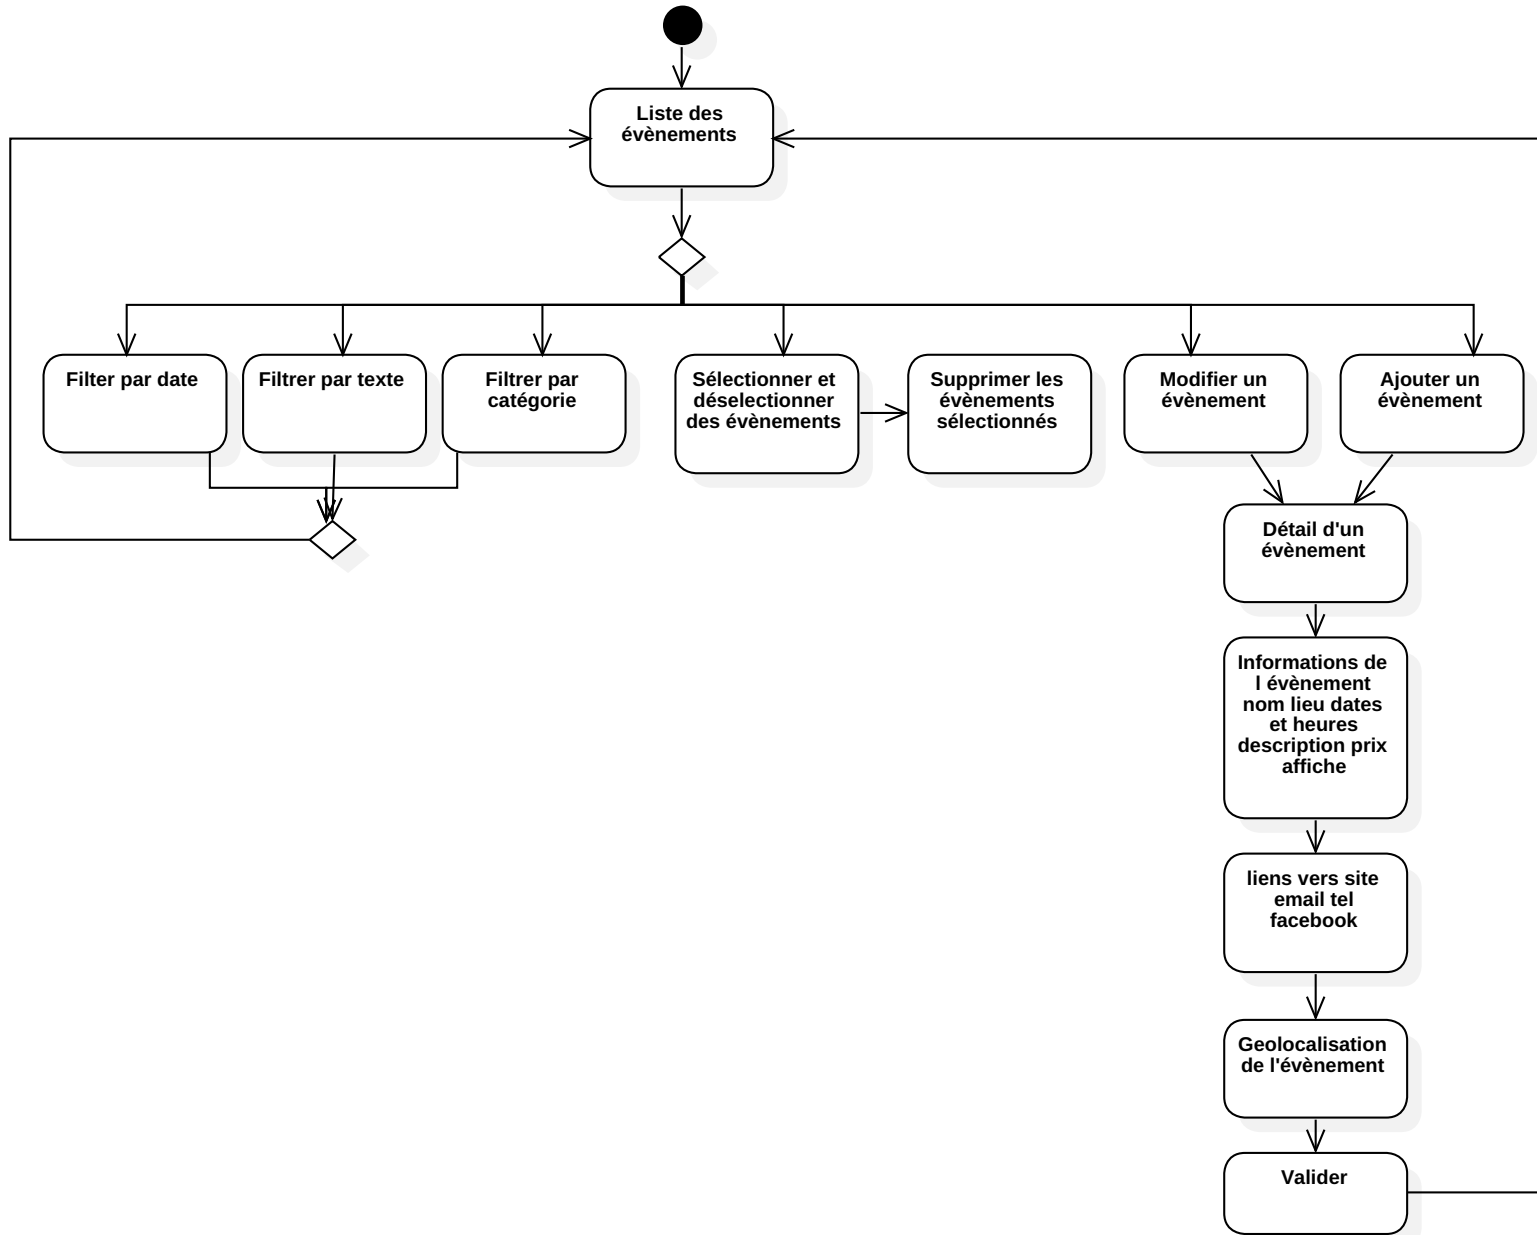 Liste des
évènements
Filter par date
Filtrer par texte
Filtrer par
catégorie
Sélectionner et
déselectionner
des évènements
Supprimer les
évènements
sélectionnés
Modifier un
évènement
Ajouter un
évènement
Détail d'un
évènement
Informations de
l évènement
nom lieu dates
et heures
description prix
affiche
liens vers site
email tel
facebook
Geolocalisation
de l'évènement
Valider